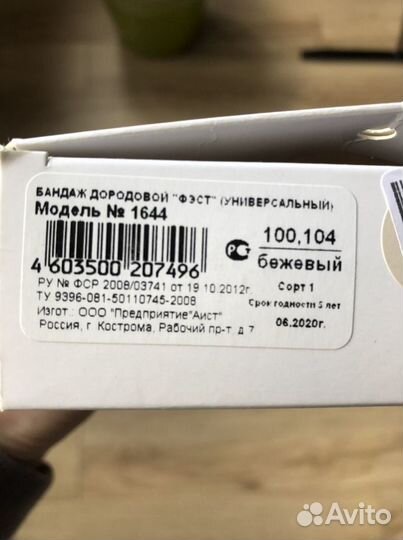 БАНДАЖ ДОРОДОВОЙ "ФЭСТ" (УНИВЕРСАЛЬНЫЙ)
Модель № 1644
4 603500 207496
РСТ
100,104
бежевый
РУ № ФСР 2008/03741 от 19.10.2012г.
ТУ 9396-081-50110745-2008
Изгот.: ООО "Предприятие"Аист"
Россия, г. Кострома, Рабочий пр-т, д.7
Сорт 1
Срок годности 5 лет
06.2020г.
Avito